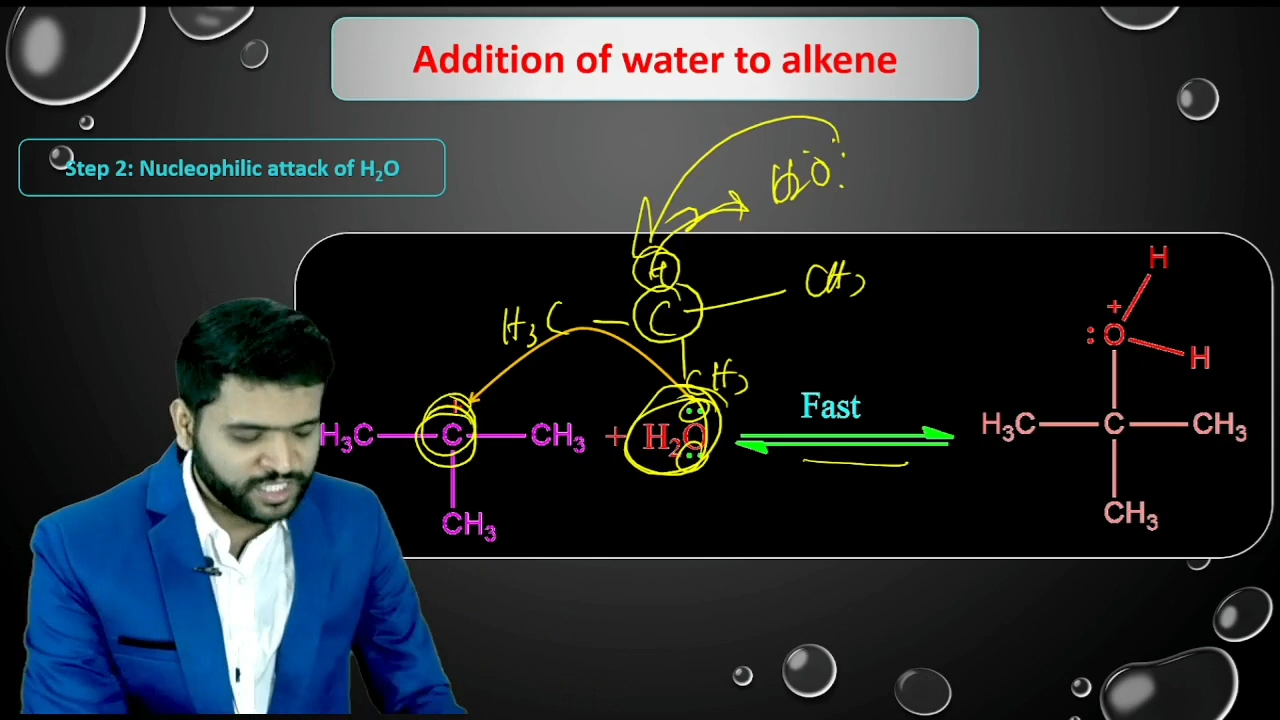 Addition of water to alkene
Step 2: Nucleophilic attack of H₂O
H₂O:
H
C
CH₃
H₃C
CH₃
H₃C C⁺ CH₃ + H₂O
CH₃
Fast
H
+
:O H
H₃C C CH₃
CH₃